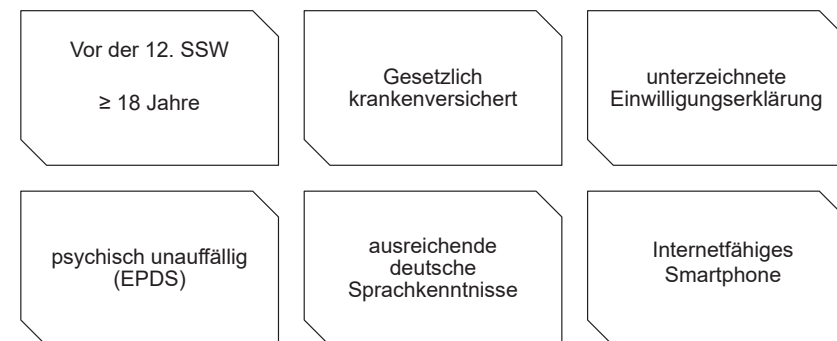 Vor der 12. SSW
≥ 18 Jahre
Gesetzlich
krankenversichert
unterzeichnete
Einwilligungserklärung
psychisch unauffällig
(EPDS)
ausreichende
deutsche
Sprachkenntnisse
Internetfähiges
Smartphone